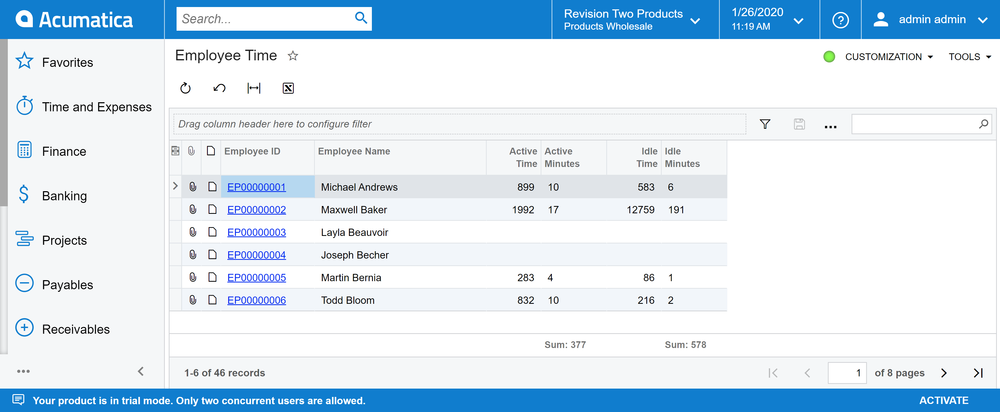 Acumatica
Search...
Revision Two Products
Products Wholesale
1/26/2020
11:19 AM
?
admin admin
Favorites
Time and Expenses
Finance
Banking
Projects
Payables
Receivables
Employee Time
CUSTOMIZATION
TOOLS
Drag column header here to configure filter
Employee ID Employee Name Active Time Active Minutes Idle Time Idle Minutes
EP00000001 Michael Andrews 899 10 583 6
EP00000002 Maxwell Baker 1992 17 12759 191
EP00000003 Layla Beauvoir
EP00000004 Joseph Becher
EP00000005 Martin Bernia 283 4 86 1
EP00000006 Todd Bloom 832 10 216 2
Sum: 377 Sum: 578
1-6 of 46 records
1 of 8 pages
Your product is in trial mode. Only two concurrent users are allowed.
ACTIVATE